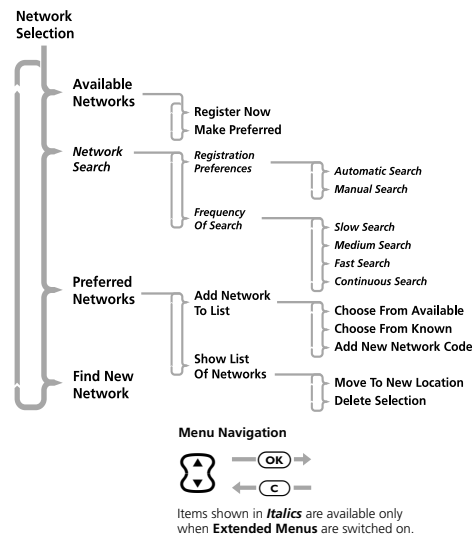 Network
Selection
Available
Networks
Register Now
Make Preferred
Network
Search
Registration
Preferences
Automatic Search
Manual Search
Frequency
Of Search
Slow Search
Medium Search
Fast Search
Continuous Search
Preferred
Networks
Add Network
To List
Choose From Available
Choose From Known
Add New Network Code
Show List
Of Networks
Move To New Location
Delete Selection
Find New
Network
Menu Navigation
OK
C
Items shown in Italics are available only
when Extended Menus are switched on.